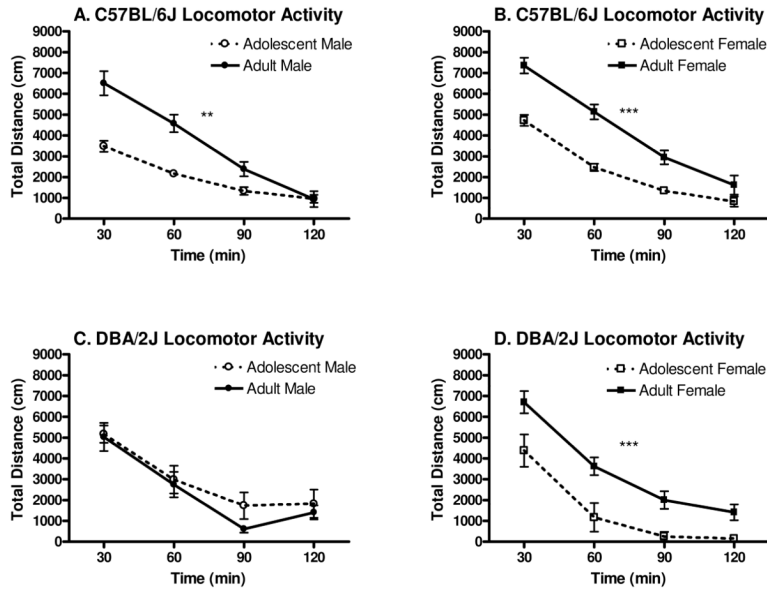 A. C57BL/6J Locomotor Activity
Total Distance (cm)
9000
8000
7000
6000
5000
4000
3000
2000
1000
0
Adolescent Male
Adult Male
**
30 60 90 120
Time (min)
B. C57BL/6J Locomotor Activity
Total Distance (cm)
9000
8000
7000
6000
5000
4000
3000
2000
1000
0
Adolescent Female
Adult Female
***
30 60 90 120
Time (min)
C. DBA/2J Locomotor Activity
Total Distance (cm)
9000
8000
7000
6000
5000
4000
3000
2000
1000
0
Adolescent Male
Adult Male
30 60 90 120
Time (min)
D. DBA/2J Locomotor Activity
Total Distance (cm)
9000
8000
7000
6000
5000
4000
3000
2000
1000
0
Adolescent Female
Adult Female
***
30 60 90 120
Time (min)